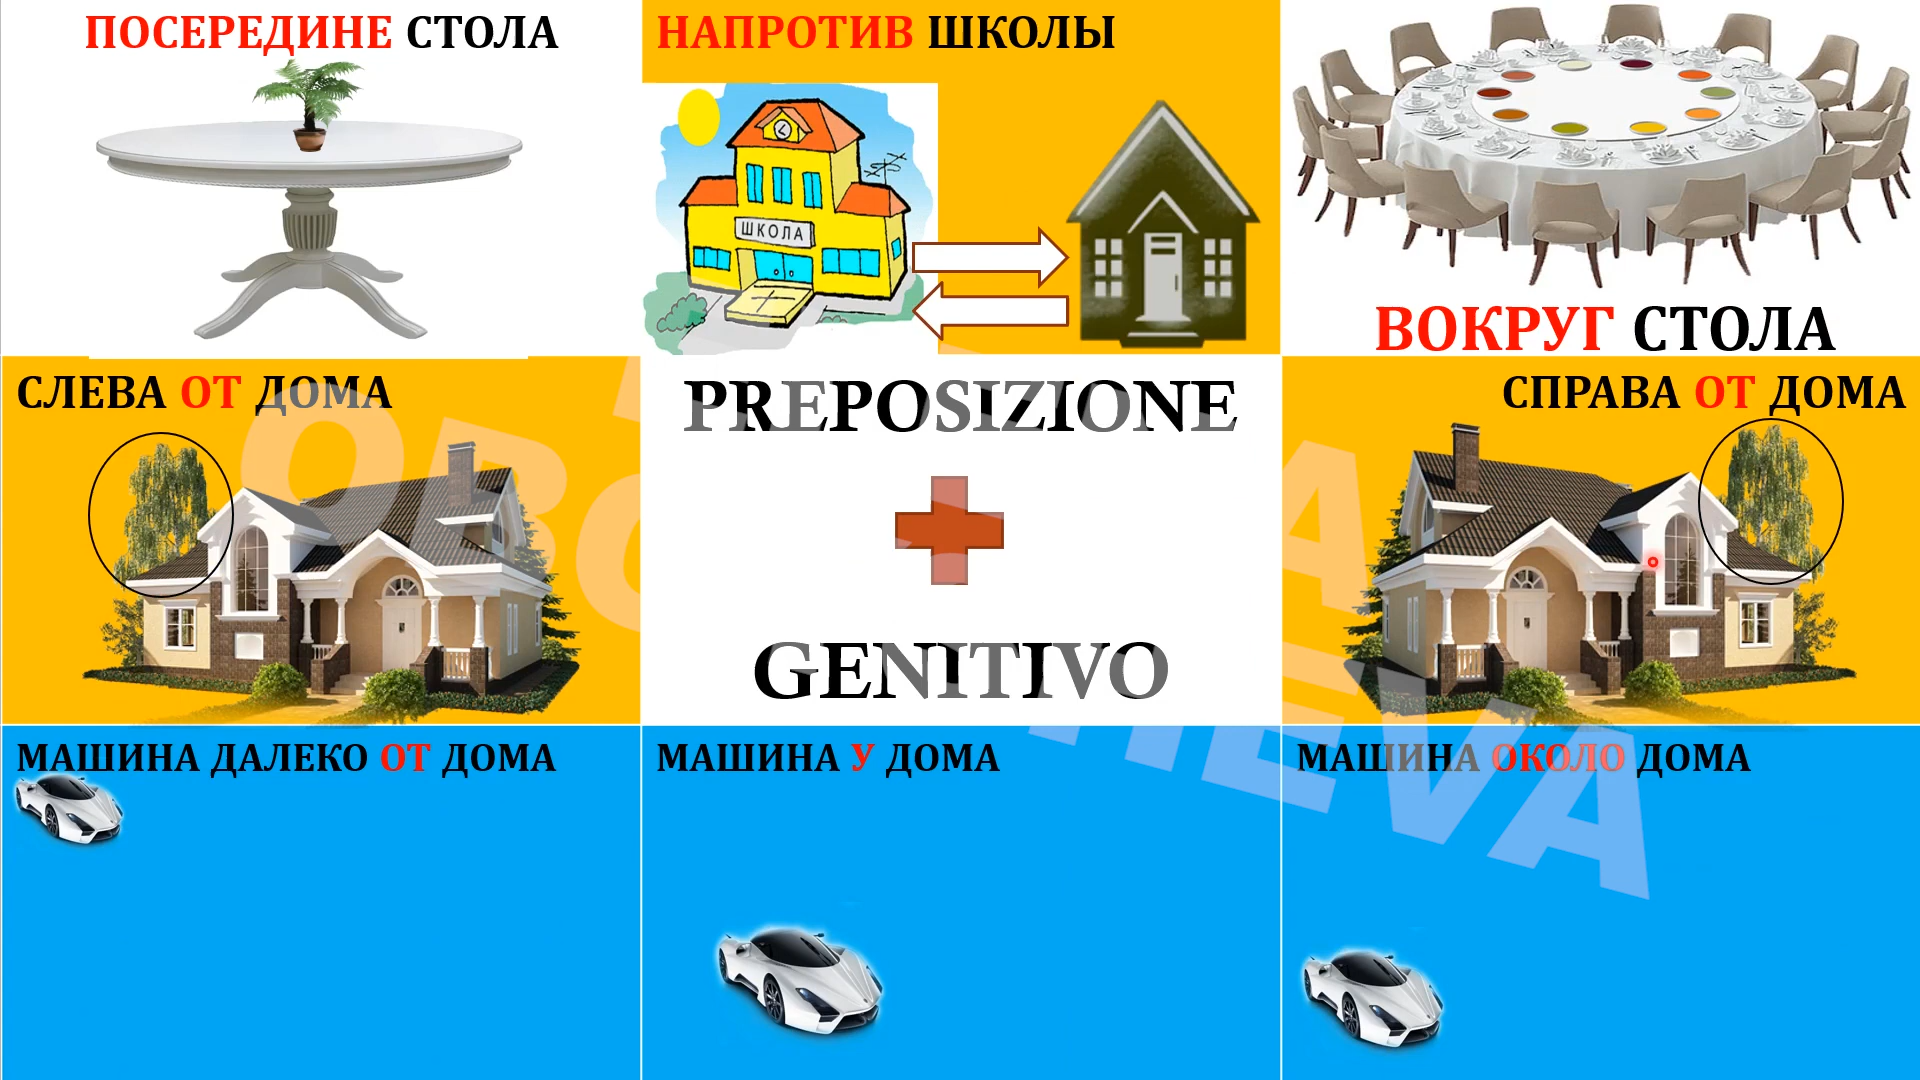 ПОСЕРЕДИНЕ СТОЛА
НАПРОТИВ ШКОЛЫ
ШКОЛА
ВОКРУГ СТОЛА
СЛЕВА ОТ ДОМА
PREPOSIZIONE
GENITIVO
СПРАВА ОТ ДОМА
МАШИНА ДАЛЕКО ОТ ДОМА
МАШИНА У ДОМА
МАШИНА ОКОЛО ДОМА